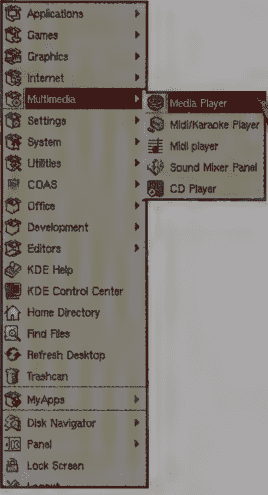 Applications
Games
Graphics
Internet
Multimedia
Settings
System
Utilities
COAS
Office
Development
Editors
KDE Help
KDE Control Center
Home Directory
Find Files
Refresh Desktop
Trashcan
MyApps
Disk Navigator
Panel
Lock Screen
Media Player
Midi/Karaoke Player
Midi player
Sound Mixer Panel
CD Player